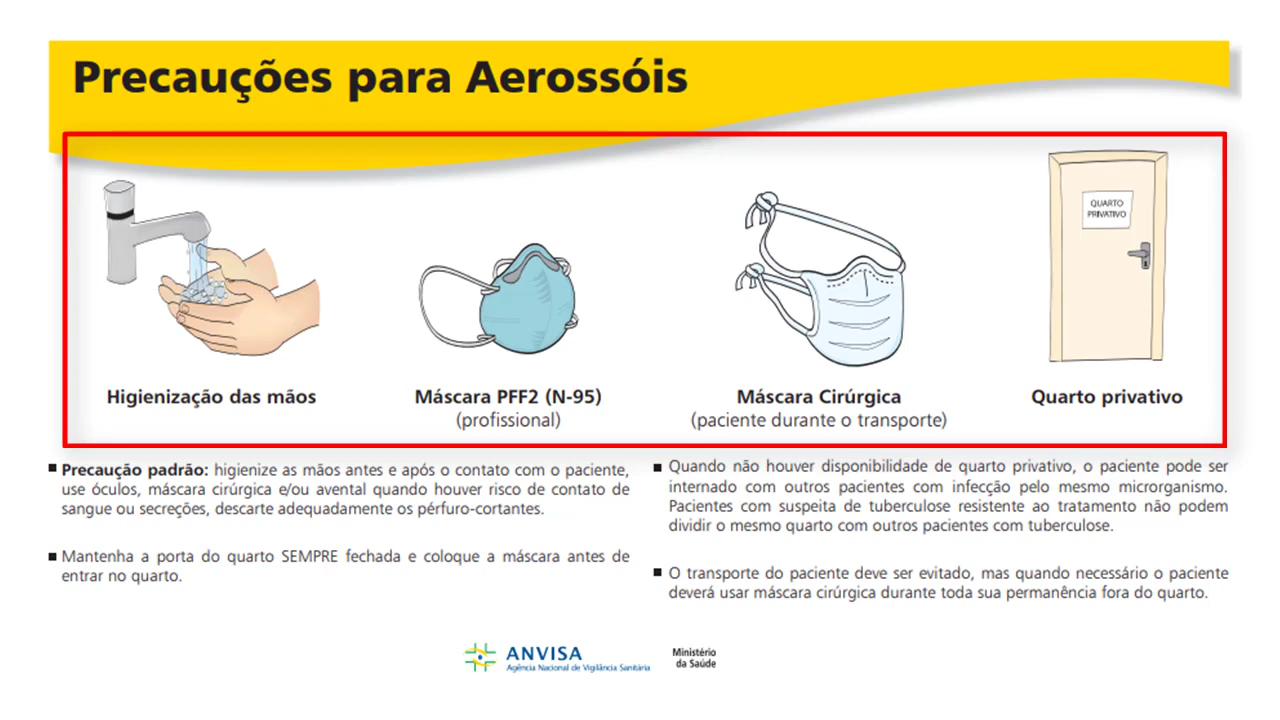 Precauções para Aerossóis
QUARTO
PRIVATIVO
Higienização das mãos
Máscara PFF2 (N-95)
(profissional)
Máscara Cirúrgica
(paciente durante o transporte)
Quarto privativo
Precaução padrão: higienize as mãos antes e após o contato com o paciente,
use óculos, máscara cirúrgica e/ou avental quando houver risco de contato de
sangue ou secreções, descarte adequadamente os pérfuro-cortantes.
Mantenha a porta do quarto SEMPRE fechada e coloque a máscara antes de
entrar no quarto.
Quando não houver disponibilidade de quarto privativo, o paciente pode ser
internado com outros pacientes com infecção pelo mesmo microrganismo.
Pacientes com suspeita de tuberculose resistente ao tratamento não podem
dividir o mesmo quarto com outros pacientes com tuberculose.
O transporte do paciente deve ser evitado, mas quando necessário o paciente
deverá usar máscara cirúrgica durante toda sua permanência fora do quarto.
ANVISA
Agência Nacional de Vigilância Sanitária
Ministério
da Saúde